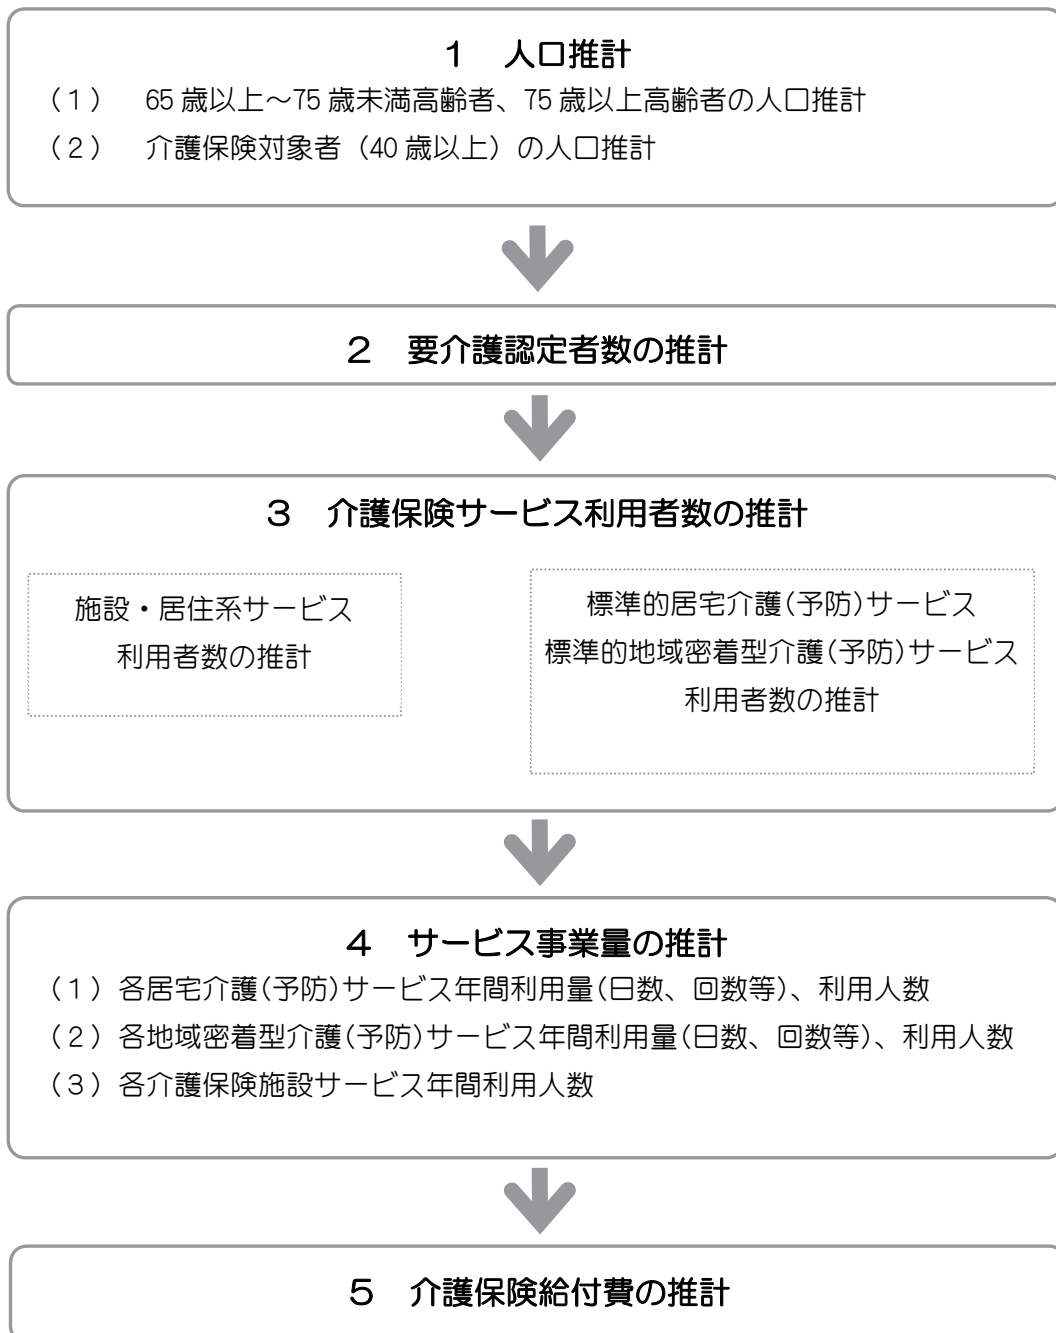 １　人口推計
（１）　65 歳以上～75 歳未満高齢者、75 歳以上高齢者の人口推計
（２）　介護保険対象者（40 歳以上）の人口推計
２　要介護認定者数の推計
３　介護保険サービス利用者数の推計
施設・居住系サービス
利用者数の推計
標準的居宅介護(予防)サービス
標準的地域密着型介護(予防)サービス
利用者数の推計
４　サービス事業量の推計
（１）各居宅介護(予防)サービス年間利用量(日数、回数等)、利用人数
（２）各地域密着型介護(予防)サービス年間利用量(日数、回数等)、利用人数
（３）各介護保険施設サービス年間利用人数
５　介護保険給付費の推計